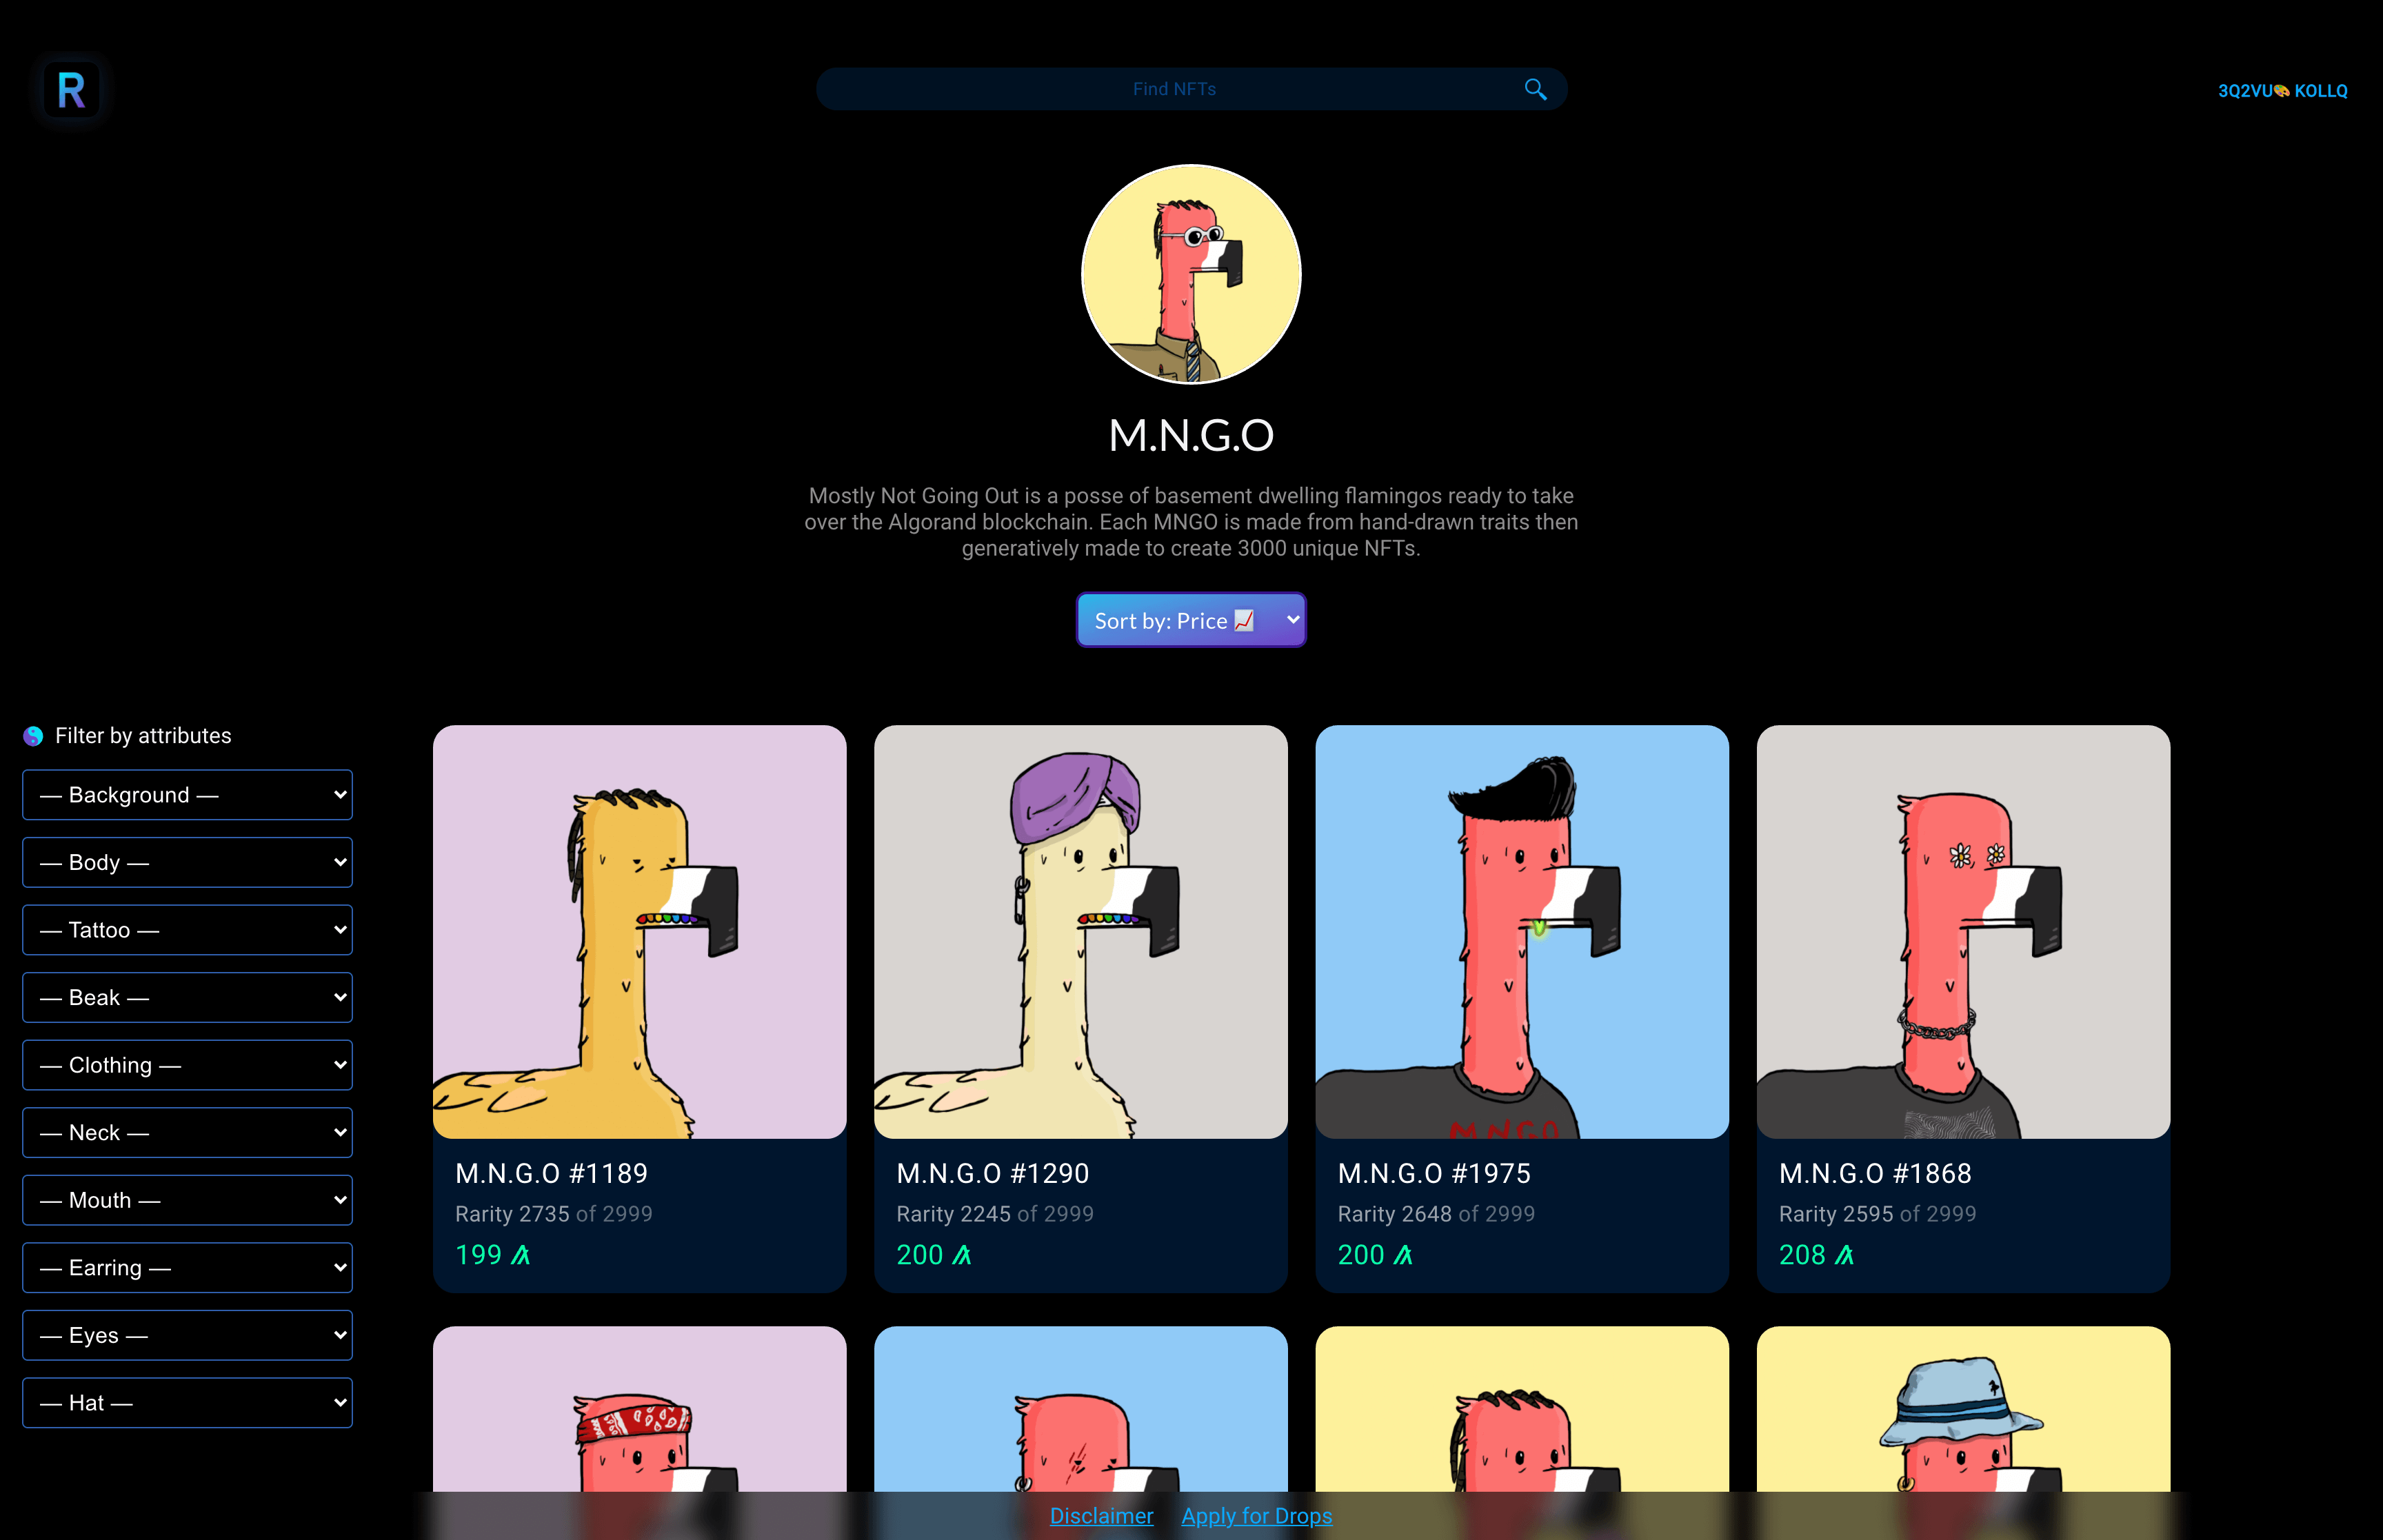 R
Find NFTs
3Q2VU🎨 KOLLQ
M.N.G.O
Mostly Not Going Out is a posse of basement dwelling flamingos ready to take
over the Algorand blockchain. Each MNGO is made from hand-drawn traits then
generatively made to create 3000 unique NFTs.
Sort by: Price 📈
Filter by attributes
— Background —
— Body —
— Tattoo —
— Beak —
— Clothing —
— Neck —
— Mouth —
— Earring —
— Eyes —
— Hat —
M.N.G.O #1189
Rarity 2735 of 2999
199
M.N.G.O #1290
Rarity 2245 of 2999
200
MNGO
M.N.G.O #1975
Rarity 2648 of 2999
200
M.N.G.O #1868
Rarity 2595 of 2999
208
Disclaimer
Apply for Drops